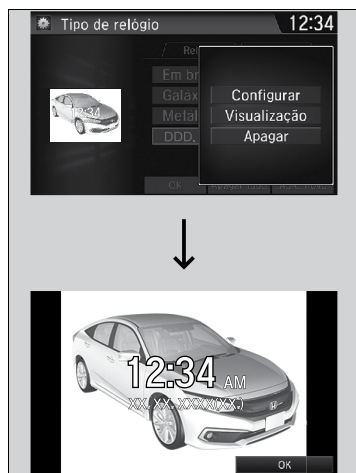 Tipo de relógio 12:34
Em br
Galáx
Metal
DDD,
Configurar
Visualização
Apagar
12:34
OK
12:34 AM
XX, XX, XXXX(XX.)
OK